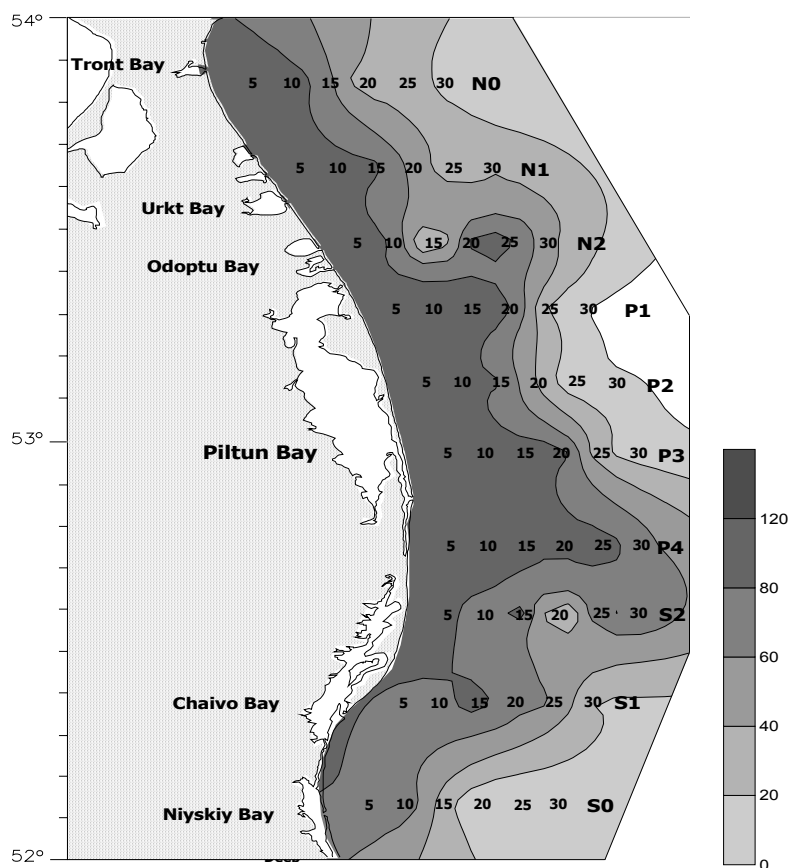 54°
Tront Bay
5 10 15 20 25 30 N0
5 10 15 20 25 30 N1
Urkt Bay
5 10 15 20 25 30 N2
Odoptu Bay
5 10 15 20 25 30 P1
5 10 15 20 25 30 P2
53°
Piltun Bay
5 10 15 20 25 30 P3
120
5 10 15 20 25 30 P4
80
5 10 15 20 25 30 S2
60
Chaivo Bay
5 10 15 20 25 30 S1
40
20
Niyskiy Bay
5 10 15 20 25 30 S0
52°
0